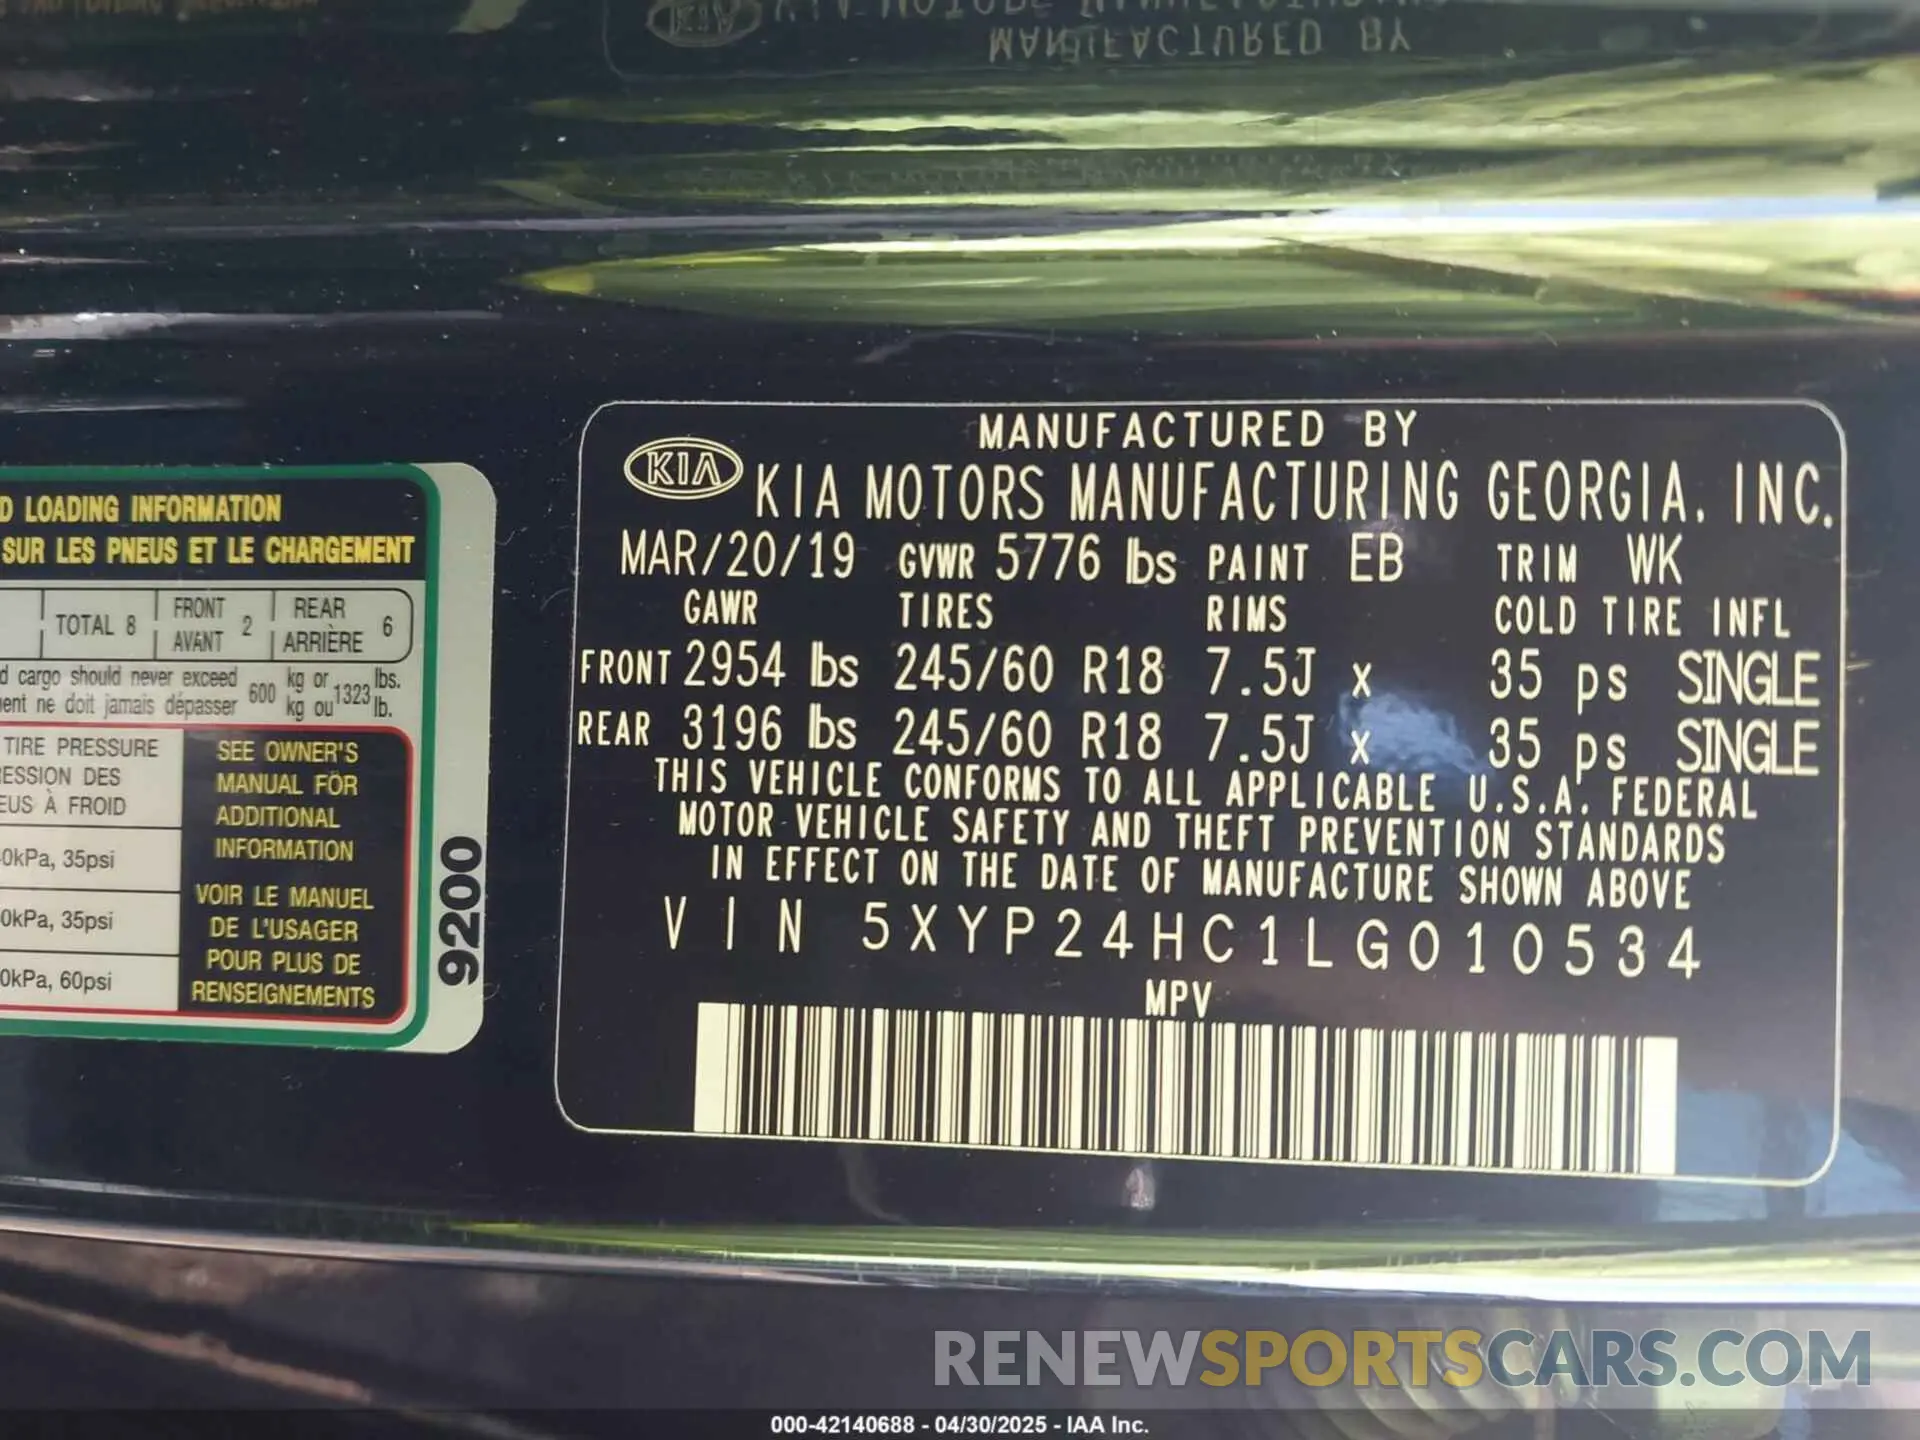 MANUFACTURED BY
KIA KIA MOTORS MANUFACTURING GEORGIA, INC.
MAR/20/19 GVWR 5776 lbs PAINT EB TRIM WK
GAWR TIRES RIMS COLD TIRE INFL
FRONT 2954 lbs 245/60 R18 7.5J x 35 ps SINGLE
REAR 3196 lbs 245/60 R18 7.5J x 35 ps SINGLE
THIS VEHICLE CONFORMS TO ALL APPLICABLE U.S.A. FEDERAL
MOTOR VEHICLE SAFETY AND THEFT PREVENTION STANDARDS
IN EFFECT ON THE DATE OF MANUFACTURE SHOWN ABOVE
VIN 5XYP24HC1LG010534
MPV
D LOADING INFORMATION
SUR LES PNEUS ET LE CHARGEMENT
TOTAL 8 FRONT 2 REAR 6
AVANT ARRIÈRE
d cargo should never exceed 600 kg or 1323 lbs.
ent ne doit jamais dépasser kg ou lb.
TIRE PRESSURE
ESSION DES
EUS À FROID
0kPa, 35psi
0kPa, 35psi
0kPa, 60psi
SEE OWNER'S
MANUAL FOR
ADDITIONAL
INFORMATION
VOIR LE MANUEL
DE L'USAGER
POUR PLUS DE
RENSEIGNEMENTS
9200
RENEWSPORTSCARS.COM
000-42140688 - 04/30/2025 - IAA Inc.